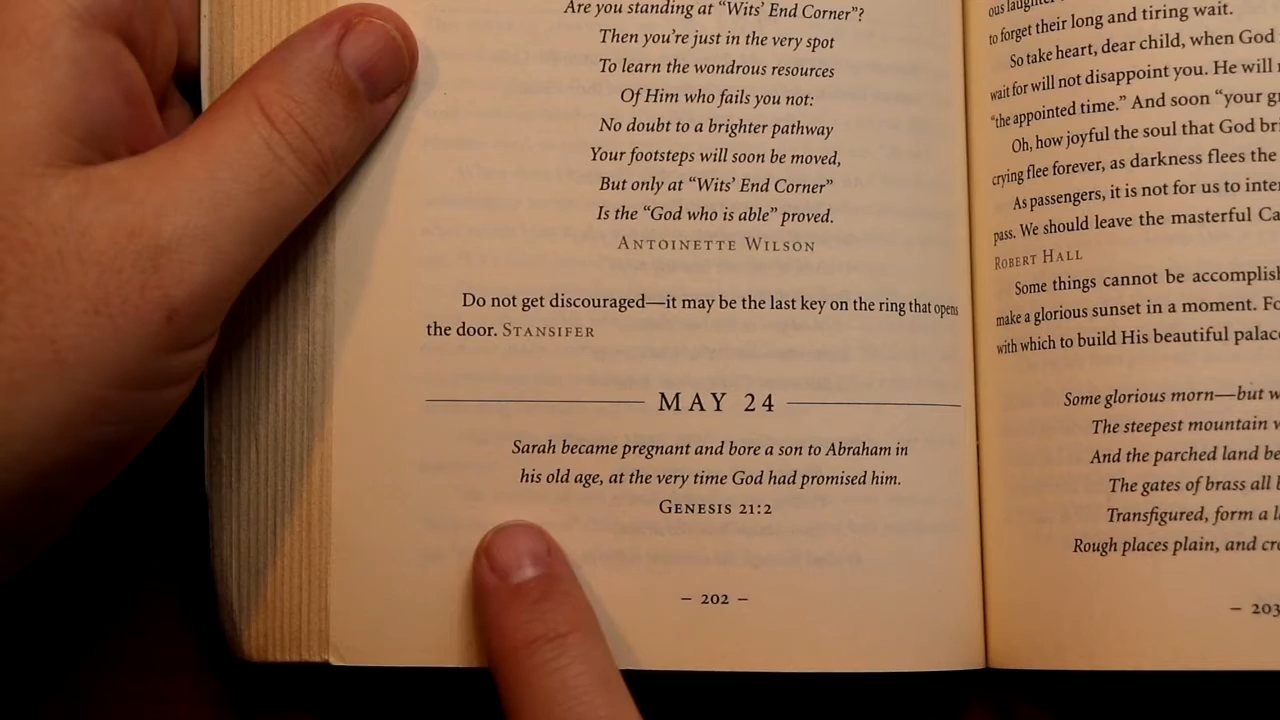 Are you standing at “Wits’ End Corner”?
Then you’re just in the very spot
To learn the wondrous resources
Of Him who fails you not:
No doubt to a brighter pathway
Your footsteps will soon be moved,
But only at “Wits’ End Corner”
Is the “God who is able” proved.
ANTOINETTE WILSON
Do not get discouraged—it may be the last key on the ring that opens
the door. STANSIFER
MAY 24
Sarah became pregnant and bore a son to Abraham in
his old age, at the very time God had promised him.
GENESIS 21:2
– 202 –
to forget their long and tiring wait.
So take heart, dear child, when God
wait for will not disappoint you. He will
“the appointed time.” And soon “your
Oh, how joyful the soul that God
crying flee forever, as darkness flees the
As passengers, it is not for us to
pass. We should leave the masterful
ROBERT HALL
Some things cannot be
make a glorious sunset in a moment.
with which to build His beautiful
Some glorious morn—but
The steepest mountain
And the parched land
The gates of brass all
Transfigured, form a
Rough places plain, and
– 203